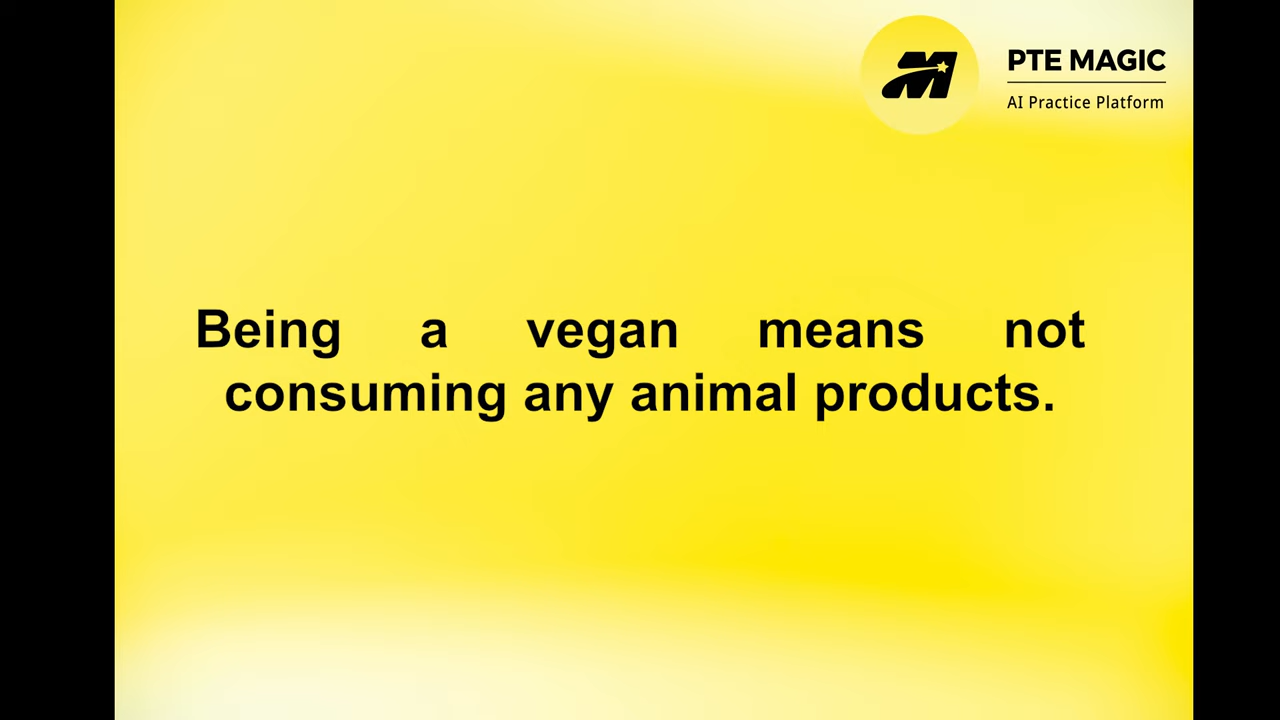 PTE MAGIC
AI Practice Platform
Being a vegan means not
consuming any animal products.